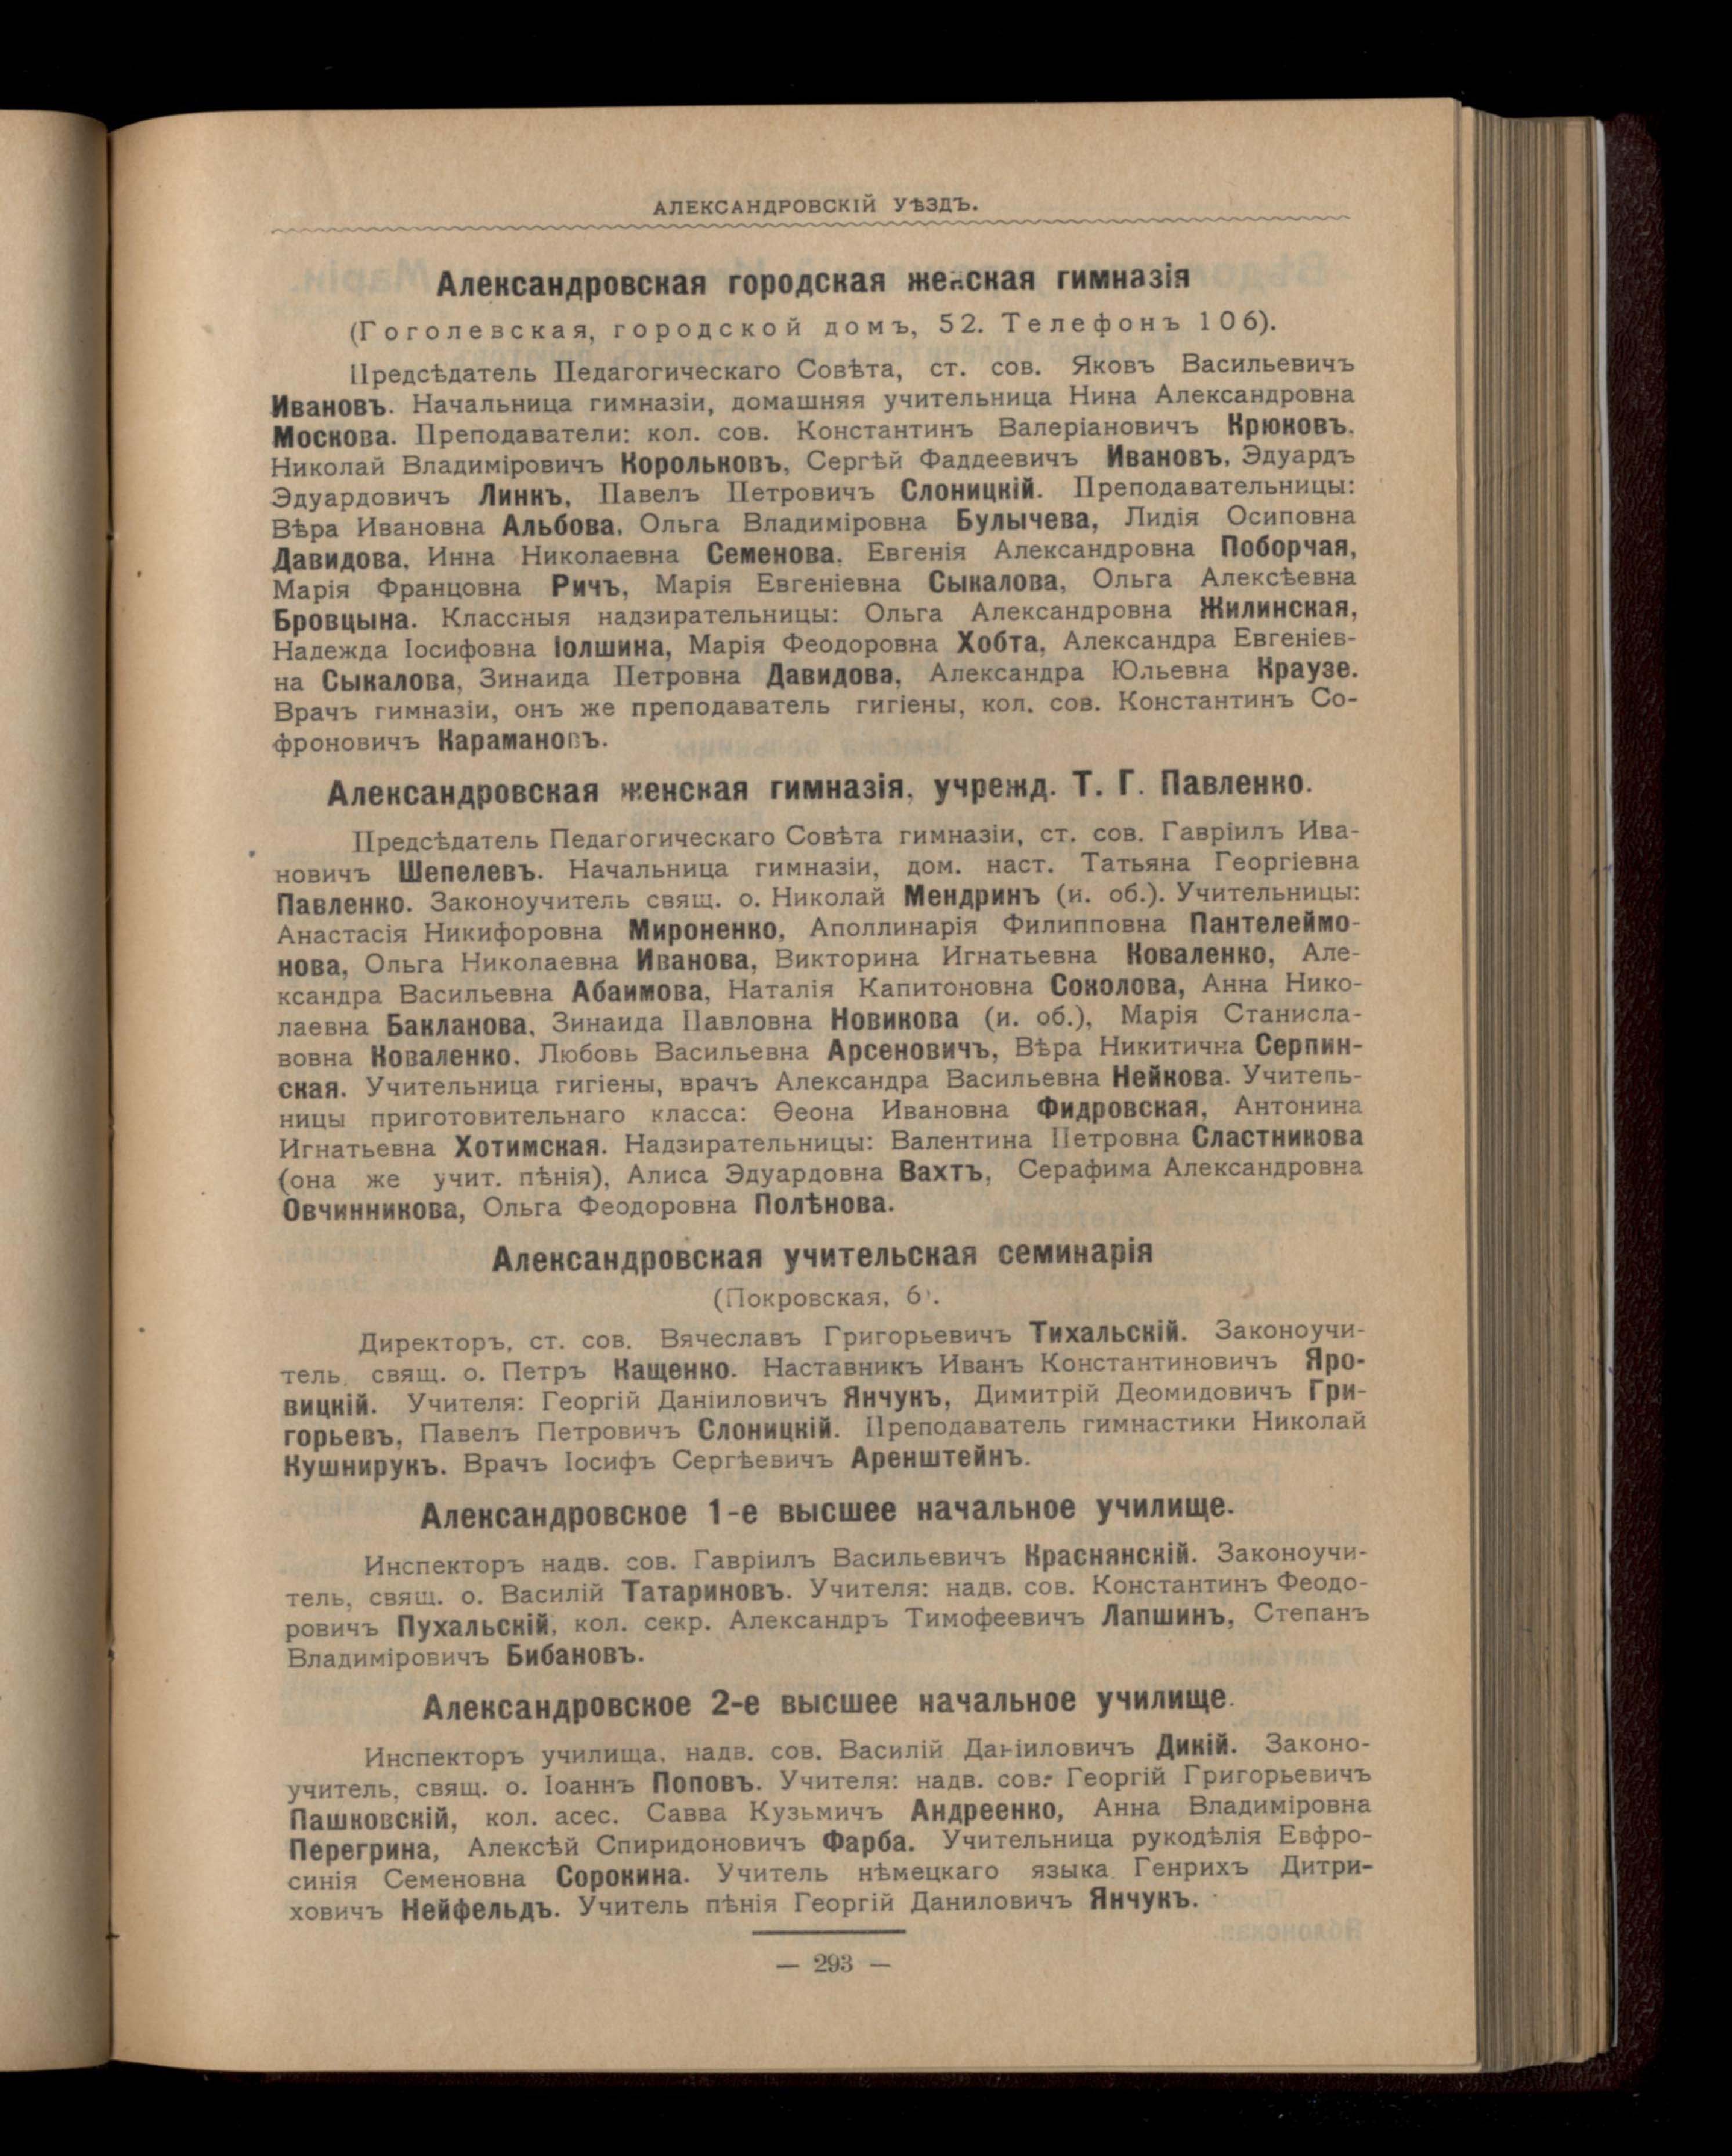 АЛЕКСАНДРОВСКІЙ УѢЗДЪ.
Александровская городская женская гимназія
(Гоголевская, городской домъ, 52. Телефонъ 106).
Предсѣдатель Педагогическаго Совѣта, ст. сов. Яковъ Васильевичъ
Ивановъ. Начальница гимназіи, домашняя учительница Нина Александровна
Москова. Преподаватели: кол. сов. Константинъ Валеріановичъ Крюковъ.
Николай Владиміровичъ Корольковъ, Сергѣй Фаддеевичъ Ивановъ, Эдуардъ
Эдуардовичъ Линкъ, Павелъ Петровичъ Слоницкій. Преподавательницы:
Вѣра Ивановна Альбова, Ольга Владиміровна Булычева, Лидія Осиповна
Давидова, Инна Николаевна Семенова, Евгенія Александровна Поборчая,
Марія Францовна Ричъ, Марія Евгеніевна Сыкалова, Ольга Алексѣевна
Бровцына. Классныя надзирательницы: Ольга Александровна Жилинская,
Надежда Іосифовна Іолшина, Марія Феодоровна Хобта, Александра Евгеніев-
на Сыкалова, Зинаида Петровна Давидова, Александра Юльевна Краузе.
Врачъ гимназіи, онъ же преподаватель гигіены, кол. сов. Константинъ Со-
фроновичъ Карамановъ.
Александровская женская гимназія, учрежд. Т. Г. Павленко.
Предсѣдатель Педагогическаго Совѣта гимназіи, ст. сов. Гавріилъ Ива-
новичъ Шепелевъ. Начальница гимназіи, дом. наст. Татьяна Георгіевна
Павленко. Законоучитель свящ. о. Николай Мендринъ (и. об.). Учительницы:
Анастасія Никифоровна Мироненко, Аполлинарія Филипповна Пантелеймо-
нова, Ольга Николаевна Иванова, Викторина Игнатьевна Коваленко, Але-
ксандра Васильевна Абаимова, Наталія Капитоновна Соколова, Анна Нико-
лаевна Бакланова, Зинаида Павловна Новикова (и. об.), Марія Станисла-
вовна Коваленко, Любовь Васильевна Арсеновичъ, Вѣра Никитична Серпин-
ская. Учительница гигіены, врачъ Александра Васильевна Нейкова. Учитель-
ницы приготовительнаго класса: Ѳеона Ивановна Фидровская, Антонина
Игнатьевна Хотимская. Надзирательницы: Валентина Петровна Сластникова
(она же учит. пѣнія), Алиса Эдуардовна Вахтъ, Серафима Александровна
Овчинникова, Ольга Феодоровна Полѣнова.
Александровская учительская семинарія
(Покровская, 6).
Директоръ, ст. сов. Вячеславъ Григорьевичъ Тихальскій. Законоучи-
тель, свящ. о. Петръ Кащенко. Наставникъ Иванъ Константиновичъ Яро-
вицкій. Учителя: Георгій Даніиловичъ Янчукъ, Димитрій Деомидовичъ Гри-
горьевъ, Павелъ Петровичъ Слоницкій. Преподаватель гимнастики Николай
Кушнирукъ. Врачъ Іосифъ Сергѣевичъ Аренштейнъ.
Александровское 1-е высшее начальное училище.
Инспекторъ надв. сов. Гавріилъ Васильевичъ Краснянскій. Законоучи-
тель, свящ. о. Василій Татариновъ. Учителя: надв. сов. Константинъ Феодо-
ровичъ Пухальскій, кол. секр. Александръ Тимофеевичъ Лапшинъ, Степанъ
Владиміровичъ Бибановъ.
Александровское 2-е высшее начальное училище.
Инспекторъ училища, надв. сов. Василій Даніиловичъ Дикій. Законо-
учитель, свящ. о. Іоаннъ Поповъ. Учителя: надв. сов. Георгій Григорьевичъ
Пашковскій, кол. асес. Савва Кузьмичъ Андреенко, Анна Владиміровна
Перегрина, Алексѣй Спиридоновичъ Фарба. Учительница рукодѣлія Евфро-
синія Семеновна Сорокина. Учитель нѣмецкаго языка Генрихъ Дитри-
ховичъ Нейфельдъ. Учитель пѣнія Георгій Даниловичъ Янчукъ.
— 293 —